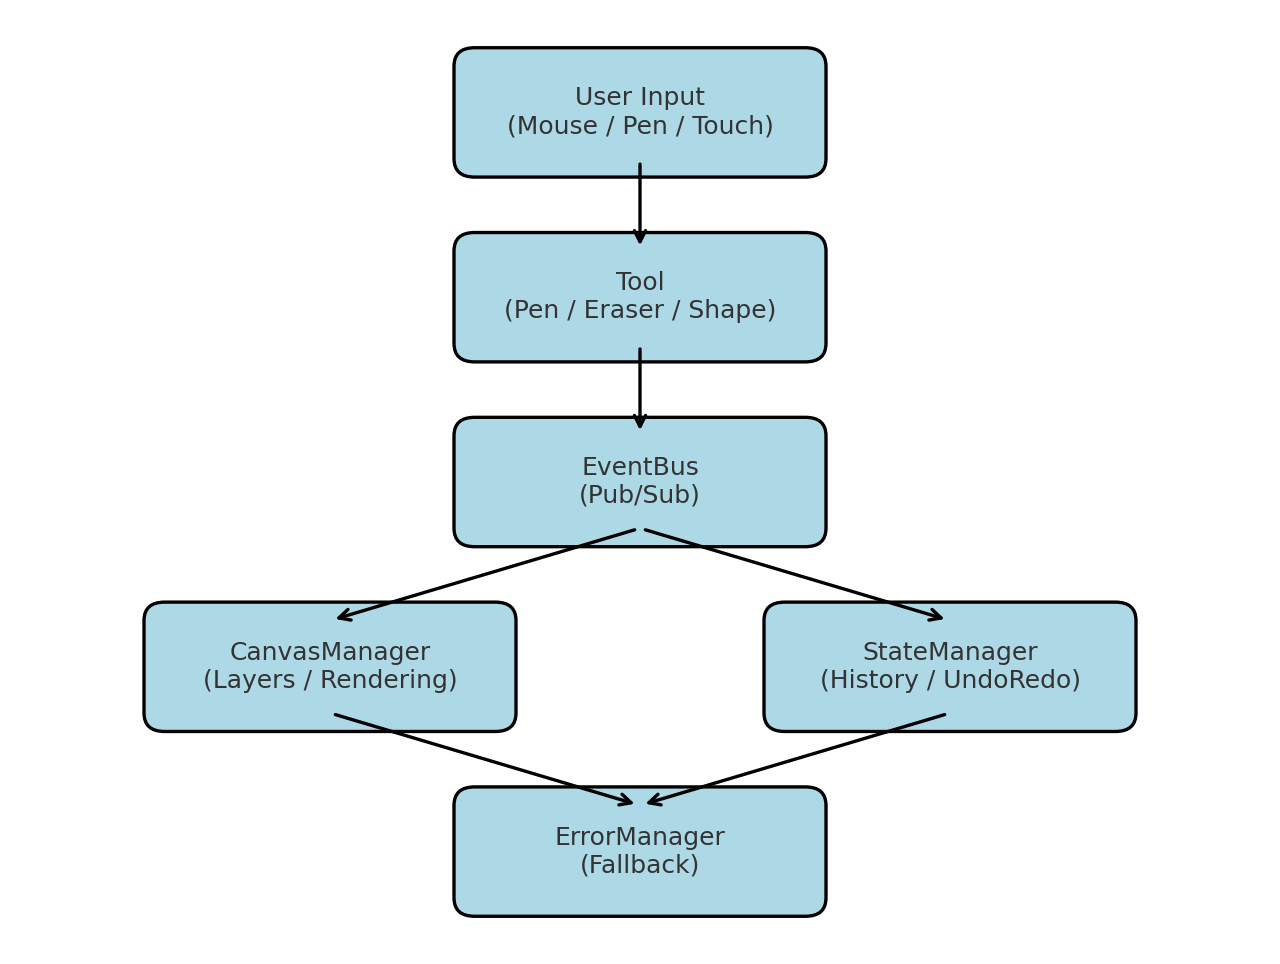 User Input
(Mouse / Pen / Touch)
Tool
(Pen / Eraser / Shape)
EventBus
(Pub/Sub)
CanvasManager
(Layers / Rendering)
StateManager
(History / UndoRedo)
ErrorManager
(Fallback)